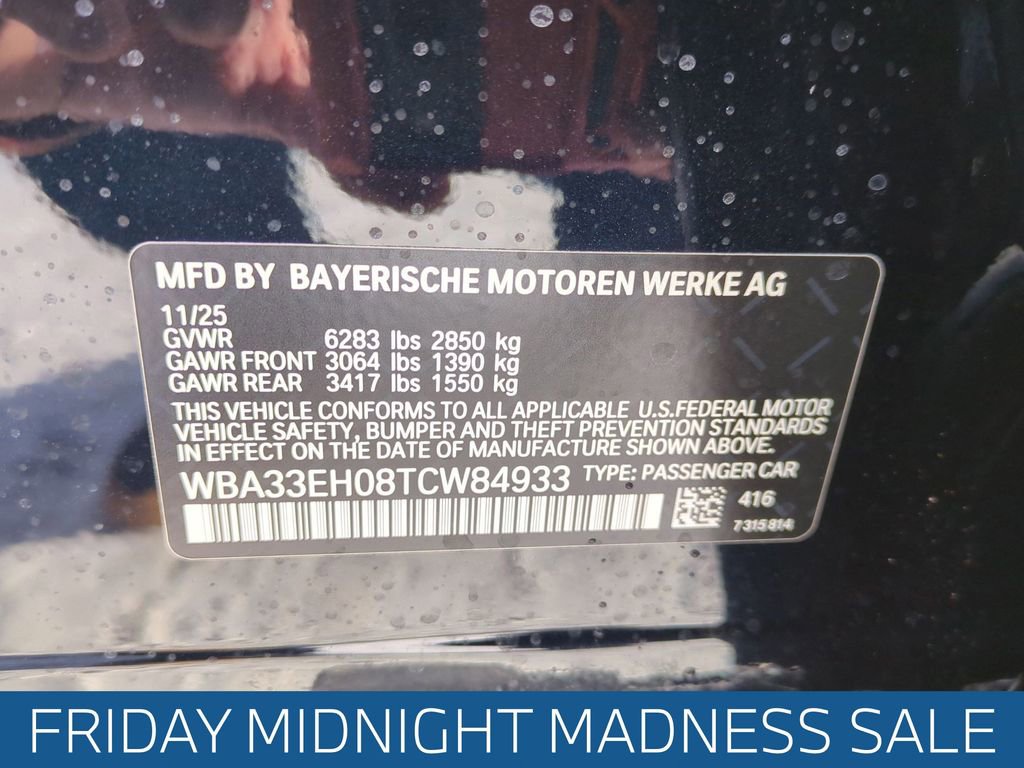 MFD BY BAYERISCHE MOTOREN WERKE AG
11/25
GVWR 6283 lbs 2850 kg
GAWR FRONT 3064 lbs 1390 kg
GAWR REAR 3417 lbs 1550 kg
THIS VEHICLE CONFORMS TO ALL APPLICABLE U.S.FEDERAL MOTOR
VEHICLE SAFETY, BUMPER AND THEFT PREVENTION STANDARDS
IN EFFECT ON THE DATE OF MANUFACTURE SHOWN ABOVE.
WBA33EH08TCW84933 TYPE: PASSENGER CAR
416
7315814
FRIDAY MIDNIGHT MADNESS SALE